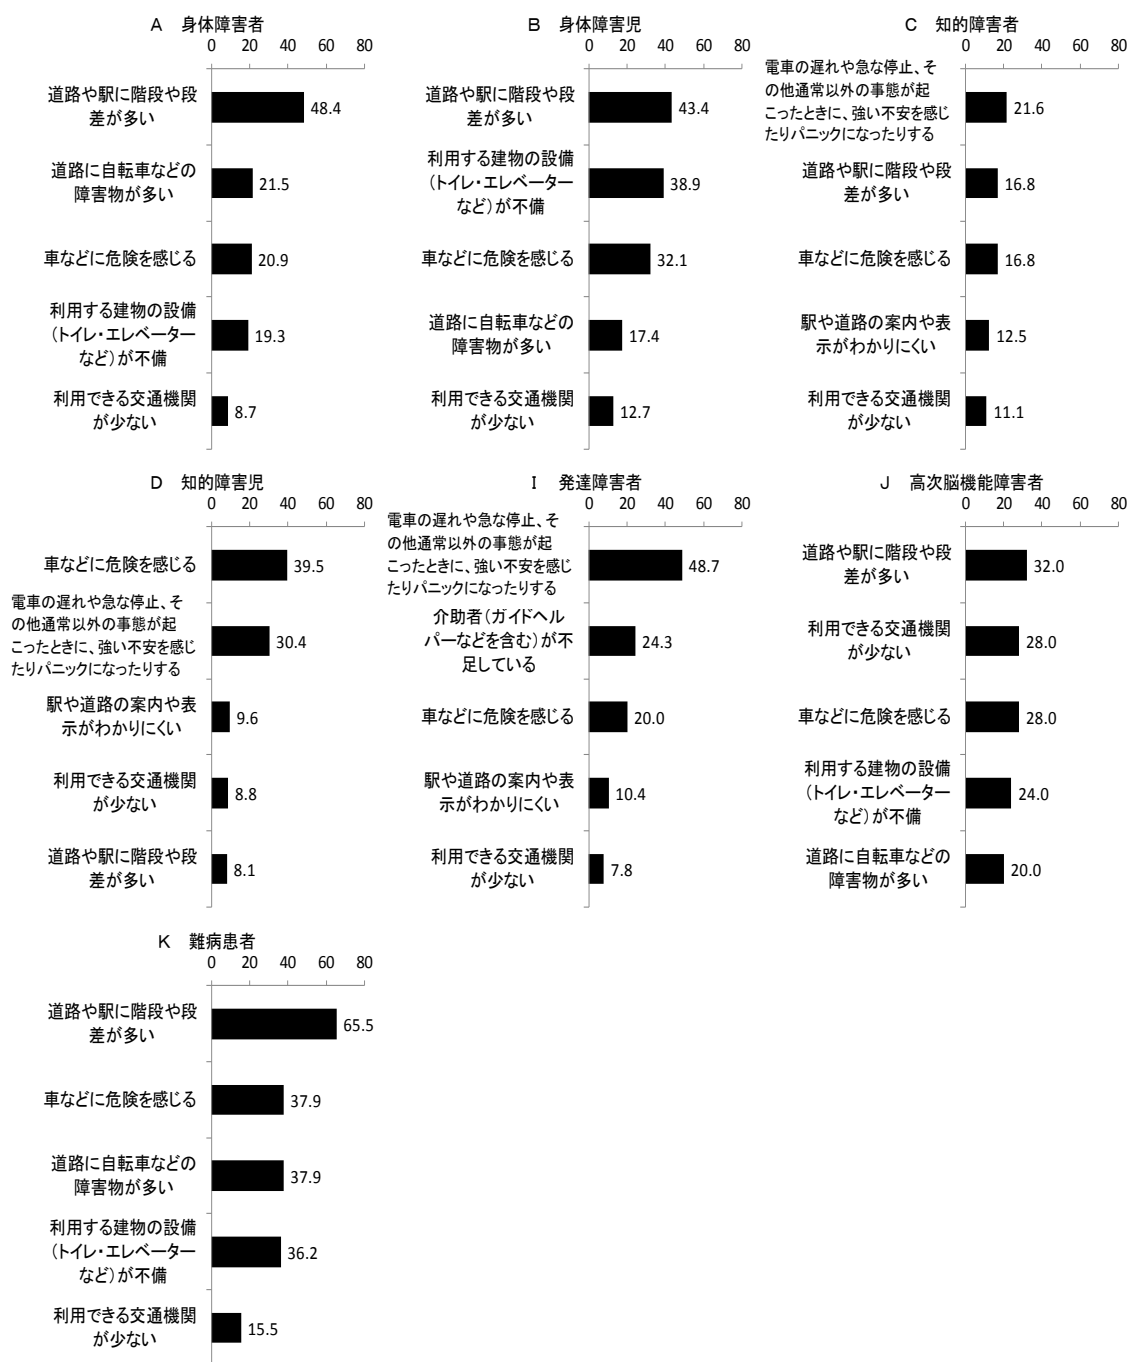 A 身体障害者
0 20 40 60 80
道路や駅に階段や段
差が多い
48.4
道路に自転車などの
障害物が多い
21.5
車などに危険を感じる
20.9
利用する建物の設備
(トイレ・エレベーター
など)が不備
19.3
利用できる交通機関
が少ない
8.7
B 身体障害児
0 20 40 60 80
道路や駅に階段や段
差が多い
43.4
利用する建物の設備
(トイレ・エレベーター
など)が不備
38.9
車などに危険を感じる
32.1
道路に自転車などの
障害物が多い
17.4
利用できる交通機関
が少ない
12.7
C 知的障害者
0 20 40 60 80
電車の遅れや急な停止、そ
の他通常以外の事態が起
こったときに、強い不安を感じ
たりパニックになったりする
21.6
道路や駅に階段や段
差が多い
16.8
車などに危険を感じる
16.8
駅や道路の案内や表
示がわかりにくい
12.5
利用できる交通機関
が少ない
11.1
D 知的障害児
0 20 40 60 80
車などに危険を感じる
39.5
電車の遅れや急な停止、そ
の他通常以外の事態が起
こったときに、強い不安を感じ
たりパニックになったりする
30.4
駅や道路の案内や表
示がわかりにくい
9.6
利用できる交通機関
が少ない
8.8
道路や駅に階段や段
差が多い
8.1
I 発達障害者
0 20 40 60 80
電車の遅れや急な停止、そ
の他通常以外の事態が起
こったときに、強い不安を感じ
たりパニックになったりする
48.7
介助者(ガイドヘル
パーなどを含む)が不
足している
24.3
車などに危険を感じる
20.0
駅や道路の案内や表
示がわかりにくい
10.4
利用できる交通機関
が少ない
7.8
J 高次脳機能障害者
0 20 40 60 80
道路や駅に階段や段
差が多い
32.0
利用できる交通機関
が少ない
28.0
車などに危険を感じる
28.0
利用する建物の設備
(トイレ・エレベーター
など)が不備
24.0
道路に自転車などの
障害物が多い
20.0
K 難病患者
0 20 40 60 80
道路や駅に階段や段
差が多い
65.5
車などに危険を感じる
37.9
道路に自転車などの
障害物が多い
37.9
利用する建物の設備
(トイレ・エレベーター
など)が不備
36.2
利用できる交通機関
が少ない
15.5